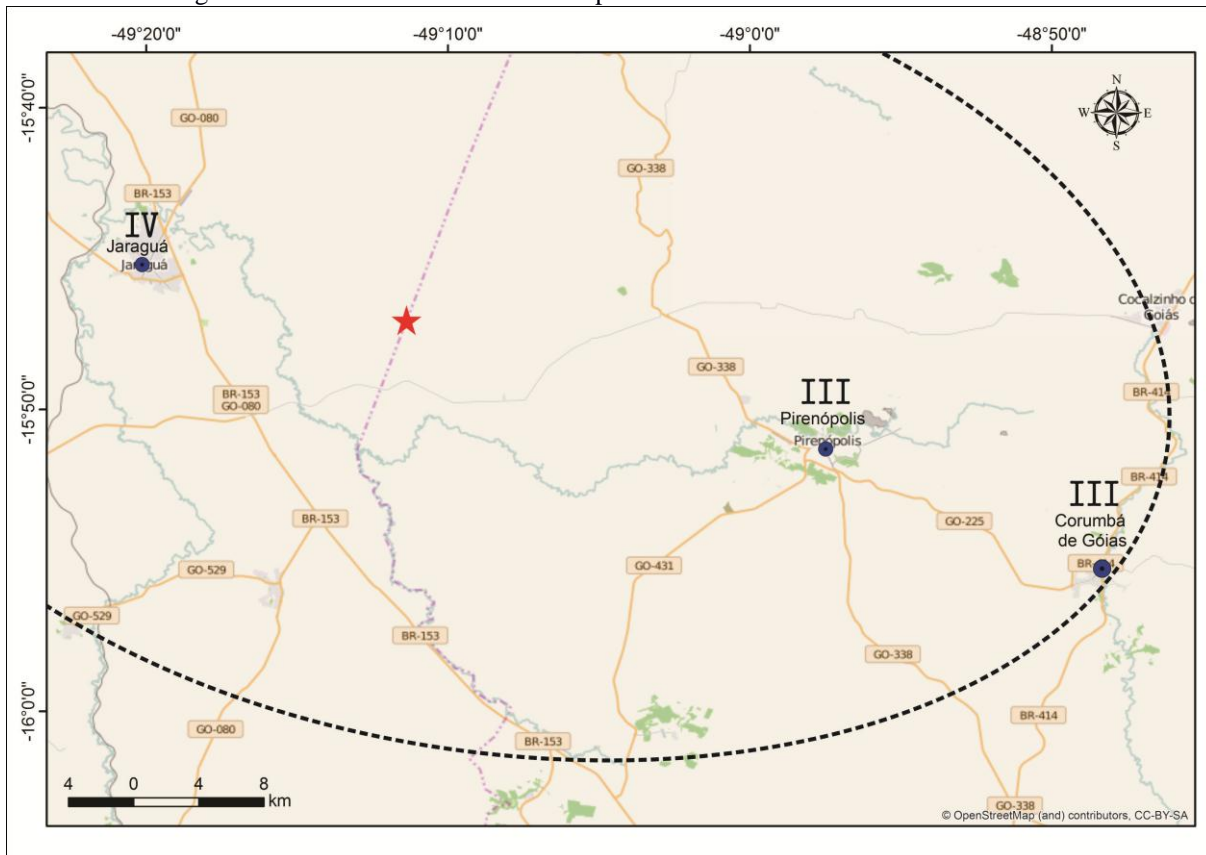 -49°20'0"
-49°10'0"
-49°0'0"
-48°50'0"
-15°40'0"
-15°50'0"
-16°0'0"
N
W E
S
GO-080
BR-153
GO-338
IV
Jaraguá
Jaraguá
Cocalzinho
Goiás
GO-338
BR-153
GO-080
III
Pirenópolis
Pirenópolis
BR-414
BR-414
III
Corumbá
de Góias
BR-153
GO-225
GO-529
GO-431
GO-529
BR-153
GO-338
GO-080
BR-153
BR-414
GO-338
4 0 4 8
km
© OpenStreetMap (and) contributors, CC-BY-SA